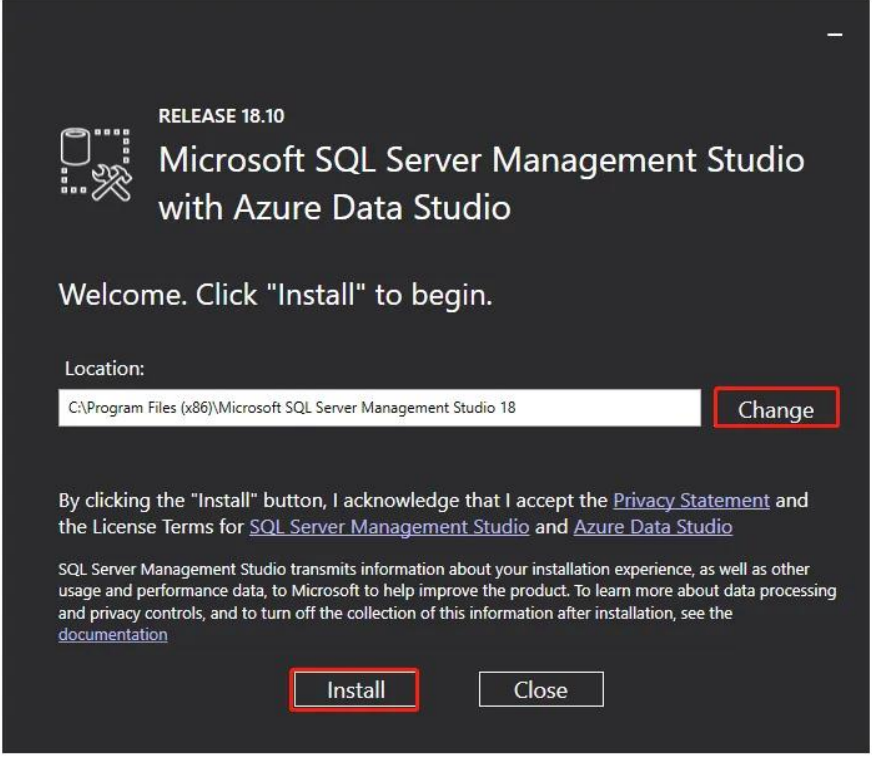 RELEASE 18.10
Microsoft SQL Server Management Studio
with Azure Data Studio
Welcome. Click "Install" to begin.
Location:
C:\Program Files (x86)\Microsoft SQL Server Management Studio 18
Change
By clicking the "Install" button, I acknowledge that I accept the Privacy Statement and
the License Terms for SQL Server Management Studio and Azure Data Studio
SQL Server Management Studio transmits information about your installation experience, as well as other
usage and performance data, to Microsoft to help improve the product. To learn more about data processing
and privacy controls, and to turn off the collection of this information after installation, see the
documentation
Install
Close